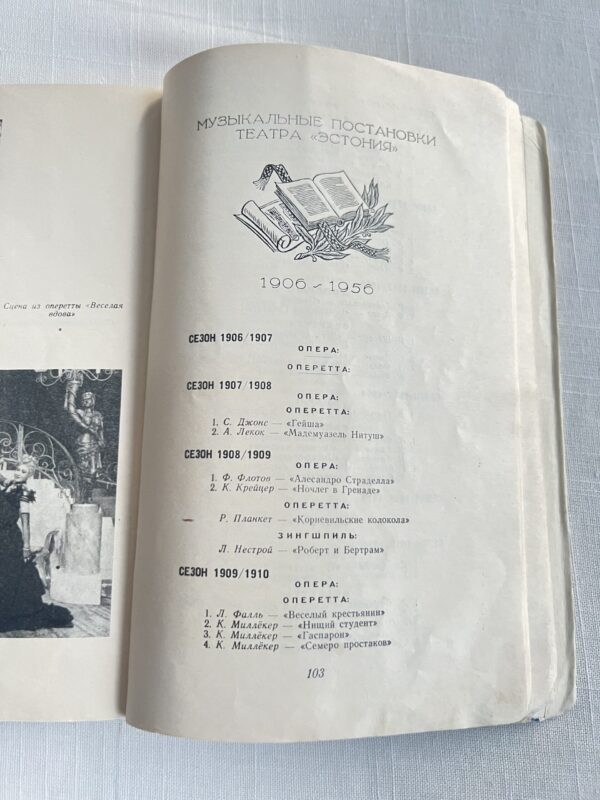 Сцена из оперетты «Веселая
вдова»
МУЗЫКАЛЬНЫЕ ПОСТАНОВКИ
ТЕАТРА «ЭСТОНИЯ»
1906 ~ 1956
СЕЗОН 1906/1907
ОПЕРА:
ОПЕРЕТТА:
СЕЗОН 1907/1908
ОПЕРА:
ОПЕРЕТТА:
1. С. Джонс — «Гейша»
2. А. Лекок — «Мадемуазель Нитуш»
СЕЗОН 1908/1909
ОПЕРА:
1. Ф. Флотов — «Алесандро Страделла»
2. К. Крейцер — «Ночлег в Гренаде»
ОПЕРЕТТА:
Р. Планкет — «Корневильские колокола»
ЗИНГШПИЛЬ:
Л. Нестрой — «Роберт и Бертрам»
СЕЗОН 1909/1910
ОПЕРА:
ОПЕРЕТТА:
1. Л. Фалль — «Веселый крестьянин»
2. К. Миллёкер — «Нищий студент»
3. К. Миллёкер — «Гаспарон»
4. К. Миллёкер — «Семеро простаков»
103